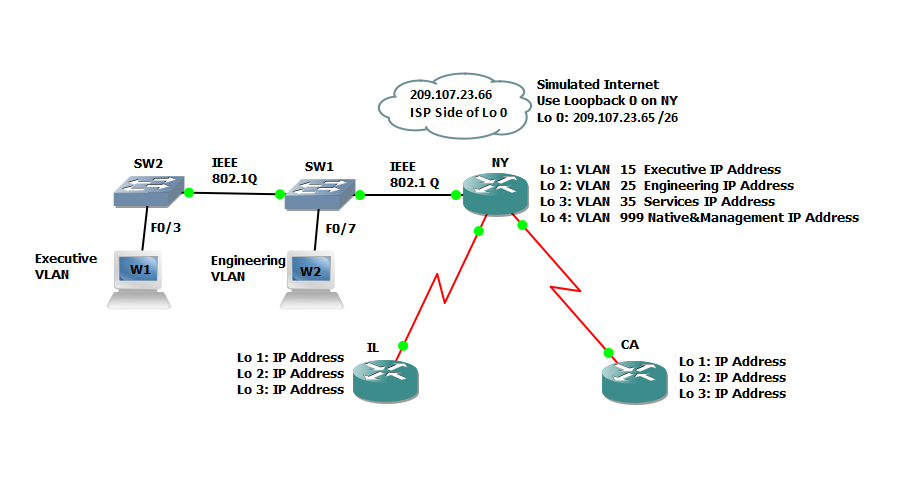 209.107.23.66
ISP Side of Lo 0
Simulated Internet
Use Loopback 0 on NY
Lo 0: 209.107.23.65 /26
SW2
IEEE
802.1Q
SW1
IEEE
802.1 Q
NY
Lo 1: VLAN 15 Executive IP Address
Lo 2: VLAN 25 Engineering IP Address
Lo 3: VLAN 35 Services IP Address
Lo 4: VLAN 999 Native&Management IP Address
F0/3
F0/7
Executive
VLAN
W1
Engineering
VLAN
W2
IL
Lo 1: IP Address
Lo 2: IP Address
Lo 3: IP Address
CA
Lo 1: IP Address
Lo 2: IP Address
Lo 3: IP Address